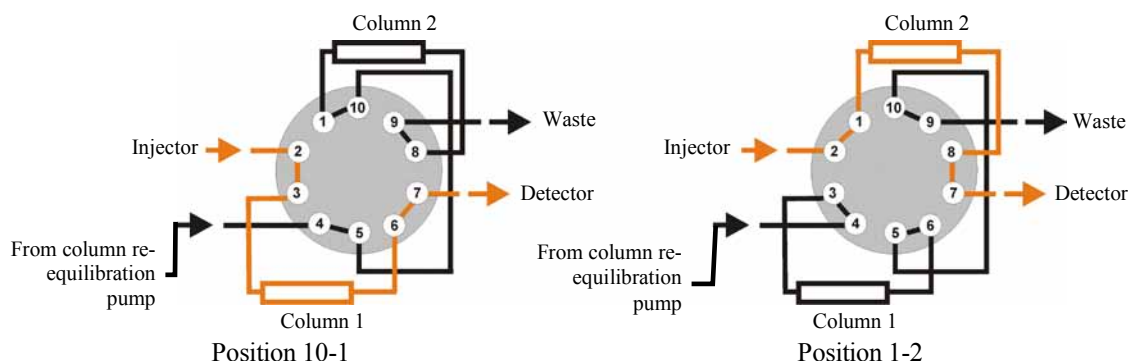 Column 2
1
10
9
8
2
3
4
5
6
7
Injector
Waste
Detector
From column re-
equilibration
pump
Column 1
Position 10-1
Column 2
1
10
9
8
2
3
4
5
6
7
Injector
Waste
Detector
From column re-
equilibration
pump
Column 1
Position 1-2